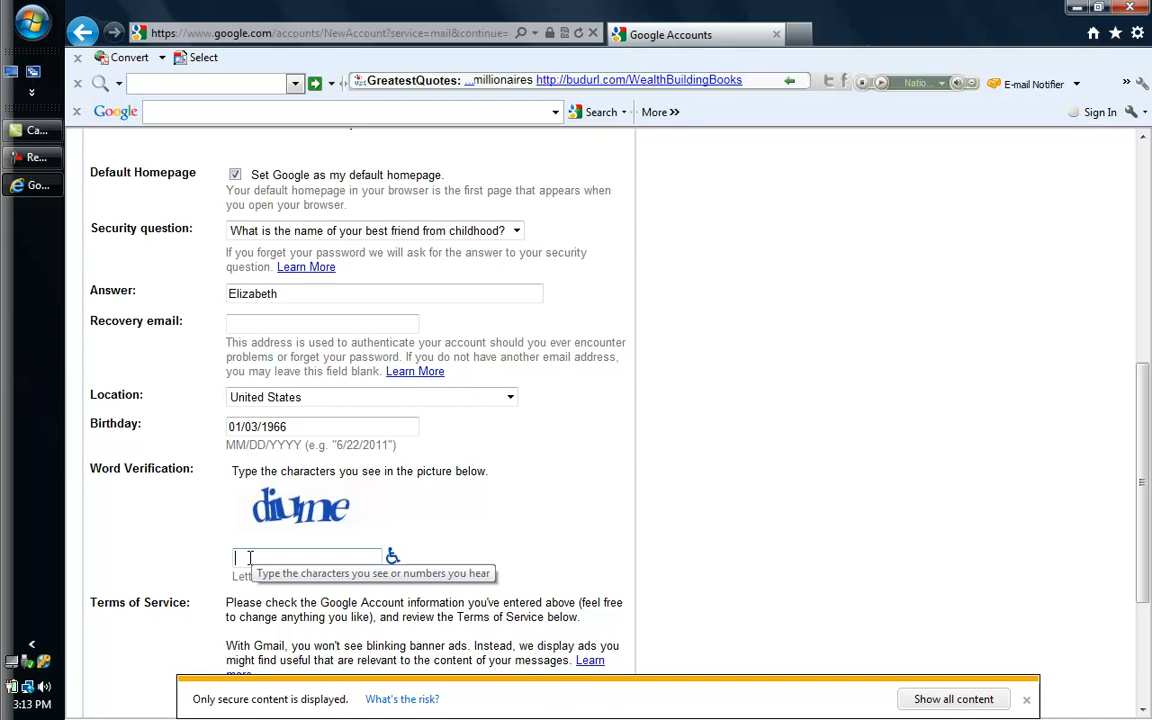 https://www.google.com/accounts/NewAccount?service=mail&continue=
Google Accounts
Convert
Select
GreatestQuotes: ...millionaires http://budurl.com/WealthBuildingBooks
Natio...
E-mail Notifier
Google
Search
More
Sign In
Ca...
Re...
Go...
Default Homepage
Set Google as my default homepage.
Your default homepage in your browser is the first page that appears when
you open your browser.
Security question:
What is the name of your best friend from childhood?
If you forget your password we will ask for the answer to your security
question. Learn More
Answer:
Elizabeth
Recovery email:
This address is used to authenticate your account should you ever encounter
problems or forget your password. If you do not have another email address,
you may leave this field blank. Learn More
Location:
United States
Birthday:
01/03/1966
MM/DD/YYYY (e.g. "6/22/2011")
Word Verification:
Type the characters you see in the picture below.
diume
Type the characters you see or numbers you hear
Lett
Terms of Service:
Please check the Google Account information you've entered above (feel free
to change anything you like), and review the Terms of Service below.
With Gmail, you won't see blinking banner ads. Instead, we display ads you
might find useful that are relevant to the content of your messages. Learn
Only secure content is displayed.
What's the risk?
Show all content
3:13 PM